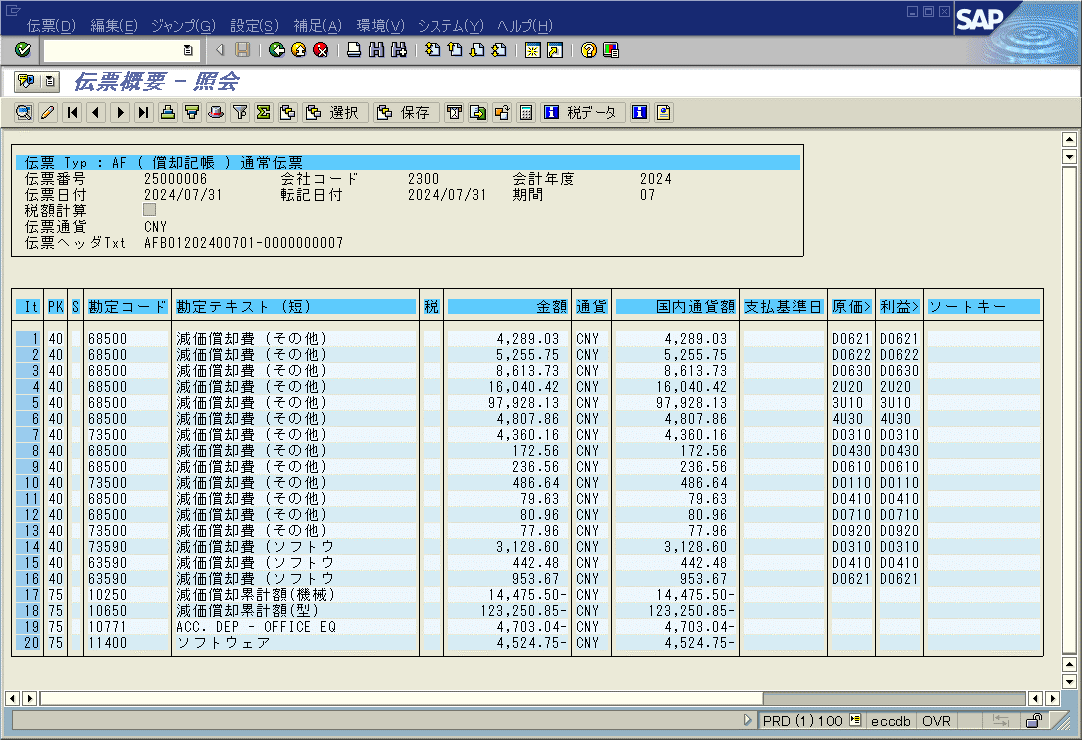 伝票(D) 編集(E) ジャンプ(G) 設定(S) 補足(A) 環境(V) システム(Y) ヘルプ(H)
SAP
伝票概要 - 照会
選択 保存 税データ
伝票 Typ : AF ( 償却記帳 ) 通常伝票
伝票番号 25000006 会社コード 2300 会計年度 2024
伝票日付 2024/07/31 転記日付 2024/07/31 期間 07
税額計算
伝票通貨 CNY
伝票ヘッダTxt AFB01202400701-0000000007
It PK S 勘定コード 勘定テキスト (短) 税 金額 通貨 国内通貨額 支払基準日 原価> 利益> ソートキー
1 40 68500 減価償却費 (その他) 4,289.03 CNY 4,289.03 D0621 D0621
2 40 68500 減価償却費 (その他) 5,255.75 CNY 5,255.75 D0622 D0622
3 40 68500 減価償却費 (その他) 8,613.73 CNY 8,613.73 D0630 D0630
4 40 68500 減価償却費 (その他) 16,040.42 CNY 16,040.42 2U20 2U20
5 40 68500 減価償却費 (その他) 97,928.13 CNY 97,928.13 3U10 3U10
6 40 68500 減価償却費 (その他) 4,807.86 CNY 4,807.86 4U30 4U30
7 40 73500 減価償却費 (その他) 4,360.16 CNY 4,360.16 D0310 D0310
8 40 68500 減価償却費 (その他) 172.56 CNY 172.56 D0430 D0430
9 40 68500 減価償却費 (その他) 236.56 CNY 236.56 D0610 D0610
10 40 73500 減価償却費 (その他) 486.64 CNY 486.64 D0110 D0110
11 40 68500 減価償却費 (その他) 79.63 CNY 79.63 D0410 D0410
12 40 68500 減価償却費 (その他) 80.96 CNY 80.96 D0710 D0710
13 40 73500 減価償却費 (その他) 77.96 CNY 77.96 D0920 D0920
14 40 73590 減価償却費 (ソフトウ 3,128.60 CNY 3,128.60 D0310 D0310
15 40 63590 減価償却費 (ソフトウ 442.48 CNY 442.48 D0410 D0410
16 40 63590 減価償却費 (ソフトウ 953.67 CNY 953.67 D0621 D0621
17 75 10250 減価償却累計額(機械) 14,475.50- CNY 14,475.50-
18 75 10650 減価償却累計額(型) 123,250.85- CNY 123,250.85-
19 75 10771 ACC. DEP - OFFICE EQ 4,703.04- CNY 4,703.04-
20 75 11400 ソフトウェア 4,524.75- CNY 4,524.75-
PRD (1) 100 eccdb OVR